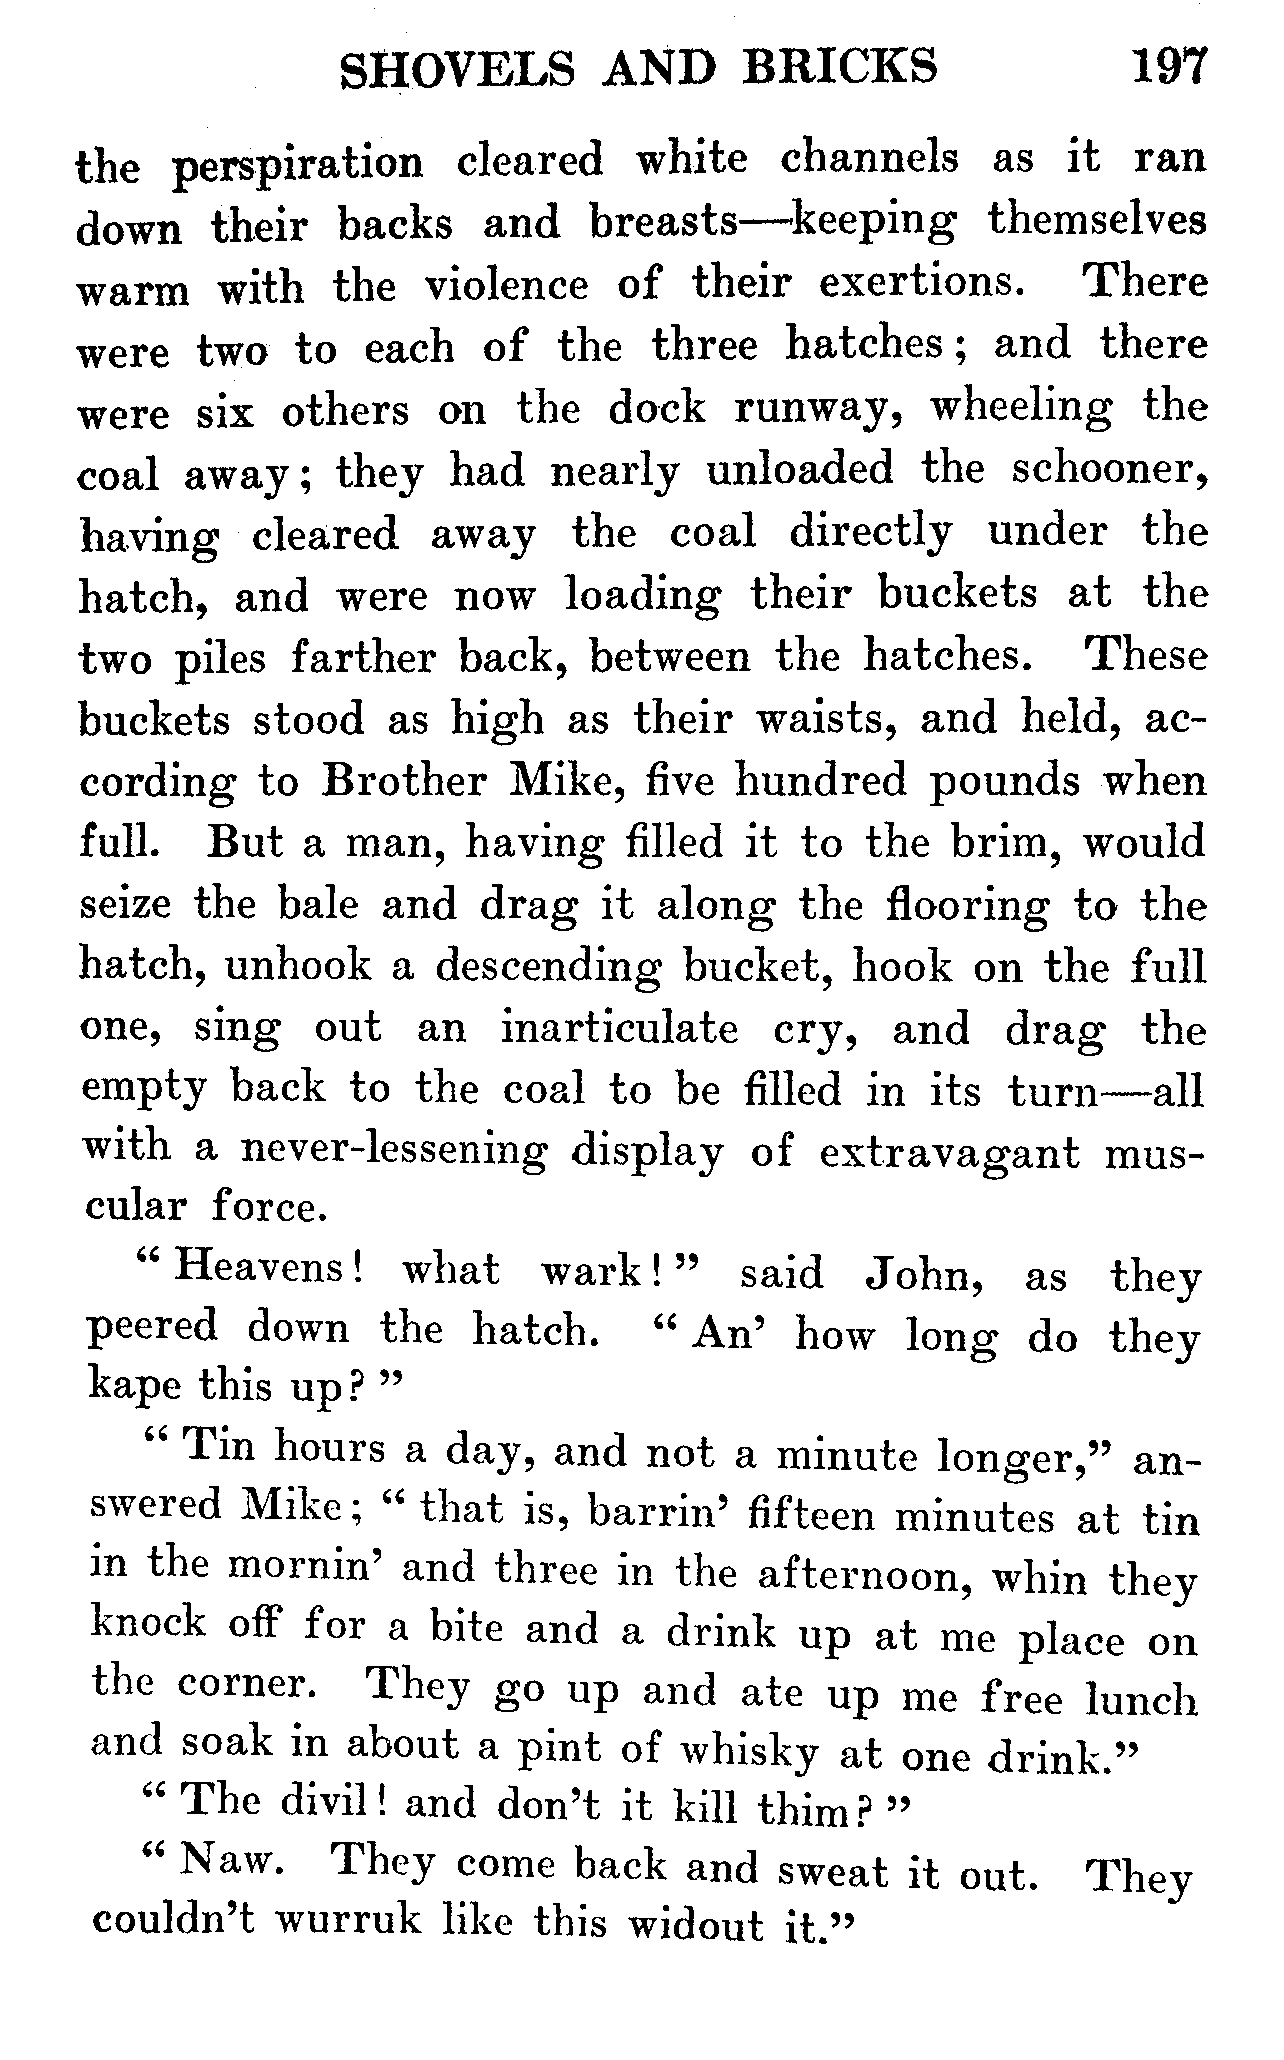 SHOVELS AND BRICKS 197
the perspiration cleared white channels as it ran
down their backs and breasts—keeping themselves
warm with the violence of their exertions. There
were two to each of the three hatches; and there
were six others on the dock runway, wheeling the
coal away; they had nearly unloaded the schooner,
having cleared away the coal directly under the
hatch, and were now loading their buckets at the
two piles farther back, between the hatches. These
buckets stood as high as their waists, and held, ac-
cording to Brother Mike, five hundred pounds when
full. But a man, having filled it to the brim, would
seize the bale and drag it along the flooring to the
hatch, unhook a descending bucket, hook on the full
one, sing out an inarticulate cry, and drag the
empty back to the coal to be filled in its turn—all
with a never-lessening display of extravagant mus-
cular force.
“Heavens! what wark!” said John, as they
peered down the hatch. “An’ how long do they
kape this up?”
“Tin hours a day, and not a minute longer,” an-
swered Mike; “that is, barrin’ fifteen minutes at tin
in the mornin’ and three in the afternoon, whin they
knock off for a bite and a drink up at me place on
the corner. They go up and ate up me free lunch
and soak in about a pint of whisky at one drink.”
“The divil! and don’t it kill thim?”
“Naw. They come back and sweat it out. They
couldn’t wurruk like this widout it.”